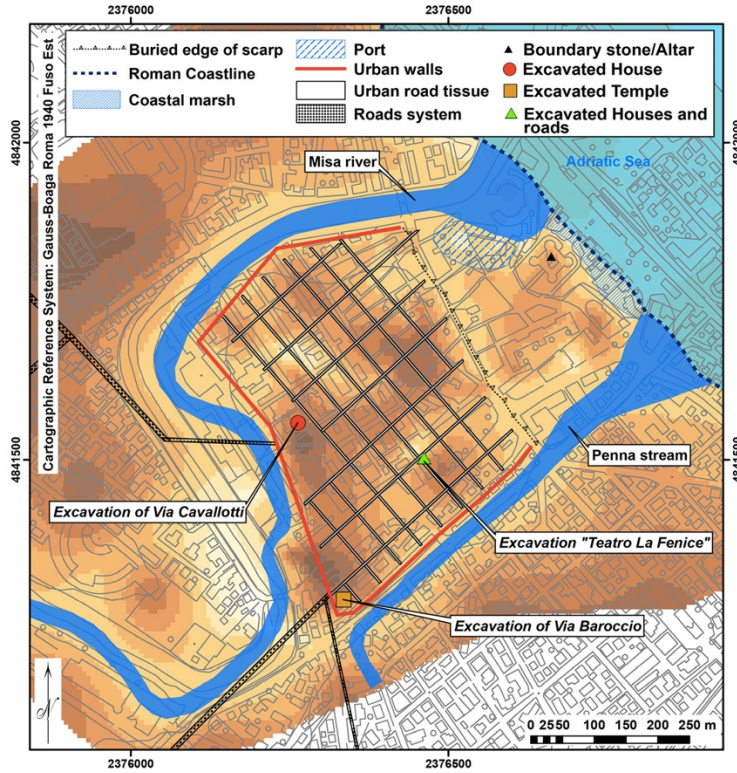 2376000
2376500
Buried edge of scarp
Roman Coastline
Coastal marsh
Port
Urban walls
Urban road tissue
Roads system
Boundary stone/Altar
Excavated House
Excavated Temple
Excavated Houses and
roads
Cartographic Reference System: Gauss-Boaga Roma 1940 Fuso Est
4842000
4842000
Misa river
Adriatic Sea
4841500
4841500
Penna stream
Excavation of Via Cavallotti
Excavation "Teatro La Fenice"
Excavation of Via Baroccio
N
0 25 50 100 150 200 250 m
2376000
2376500